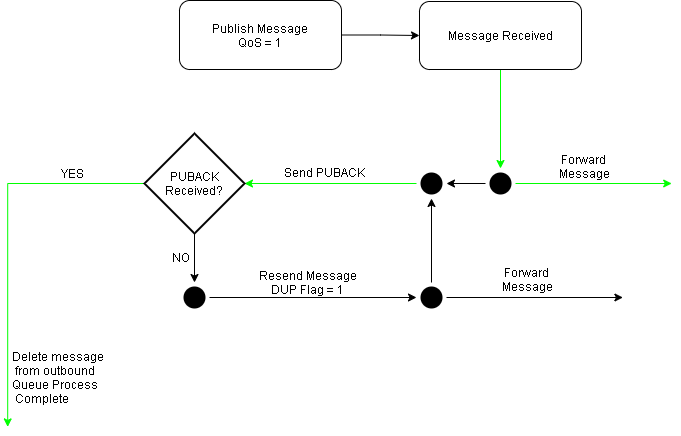 Publish Message
QoS = 1
Message Received
Forward
Message
YES
Send PUBACK
PUBACK
Received?
NO
Resend Message
DUP Flag = 1
Forward
Message
Delete message
from outbound
Queue Process
Complete